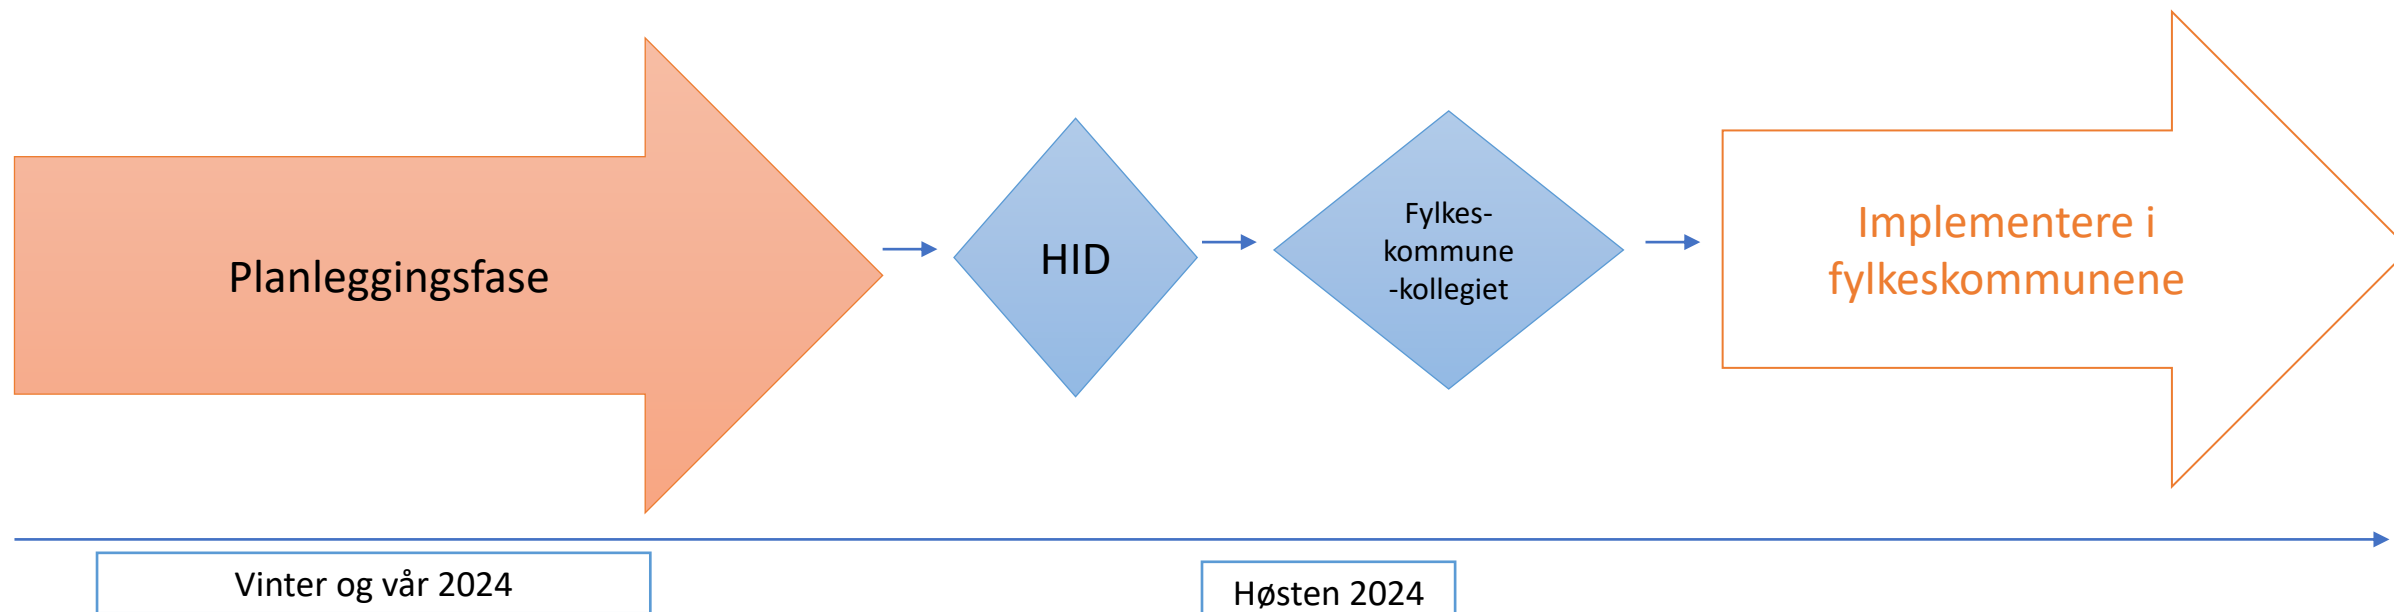 Planleggingsfase
HID
Fylkes-
kommune
-kollegiet
Implementere i
fylkeskommunene
Vinter og vår 2024
Høsten 2024